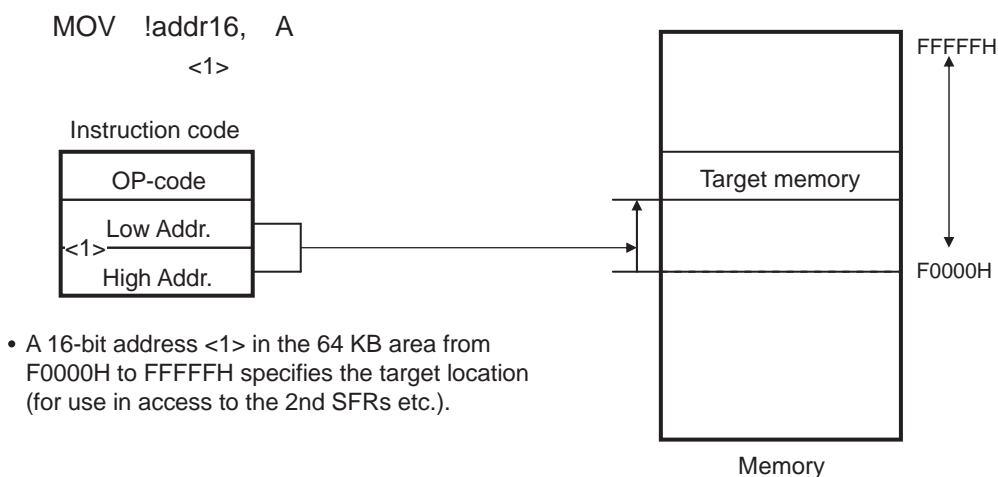 MOV !addr16, A
<1>
Instruction code
OP-code
Low Addr.
<1>
High Addr.
FFFFFH
Target memory
F0000H
Memory
• A 16-bit address <1> in the 64 KB area from
F0000H to FFFFFH specifies the target location
(for use in access to the 2nd SFRs etc.).